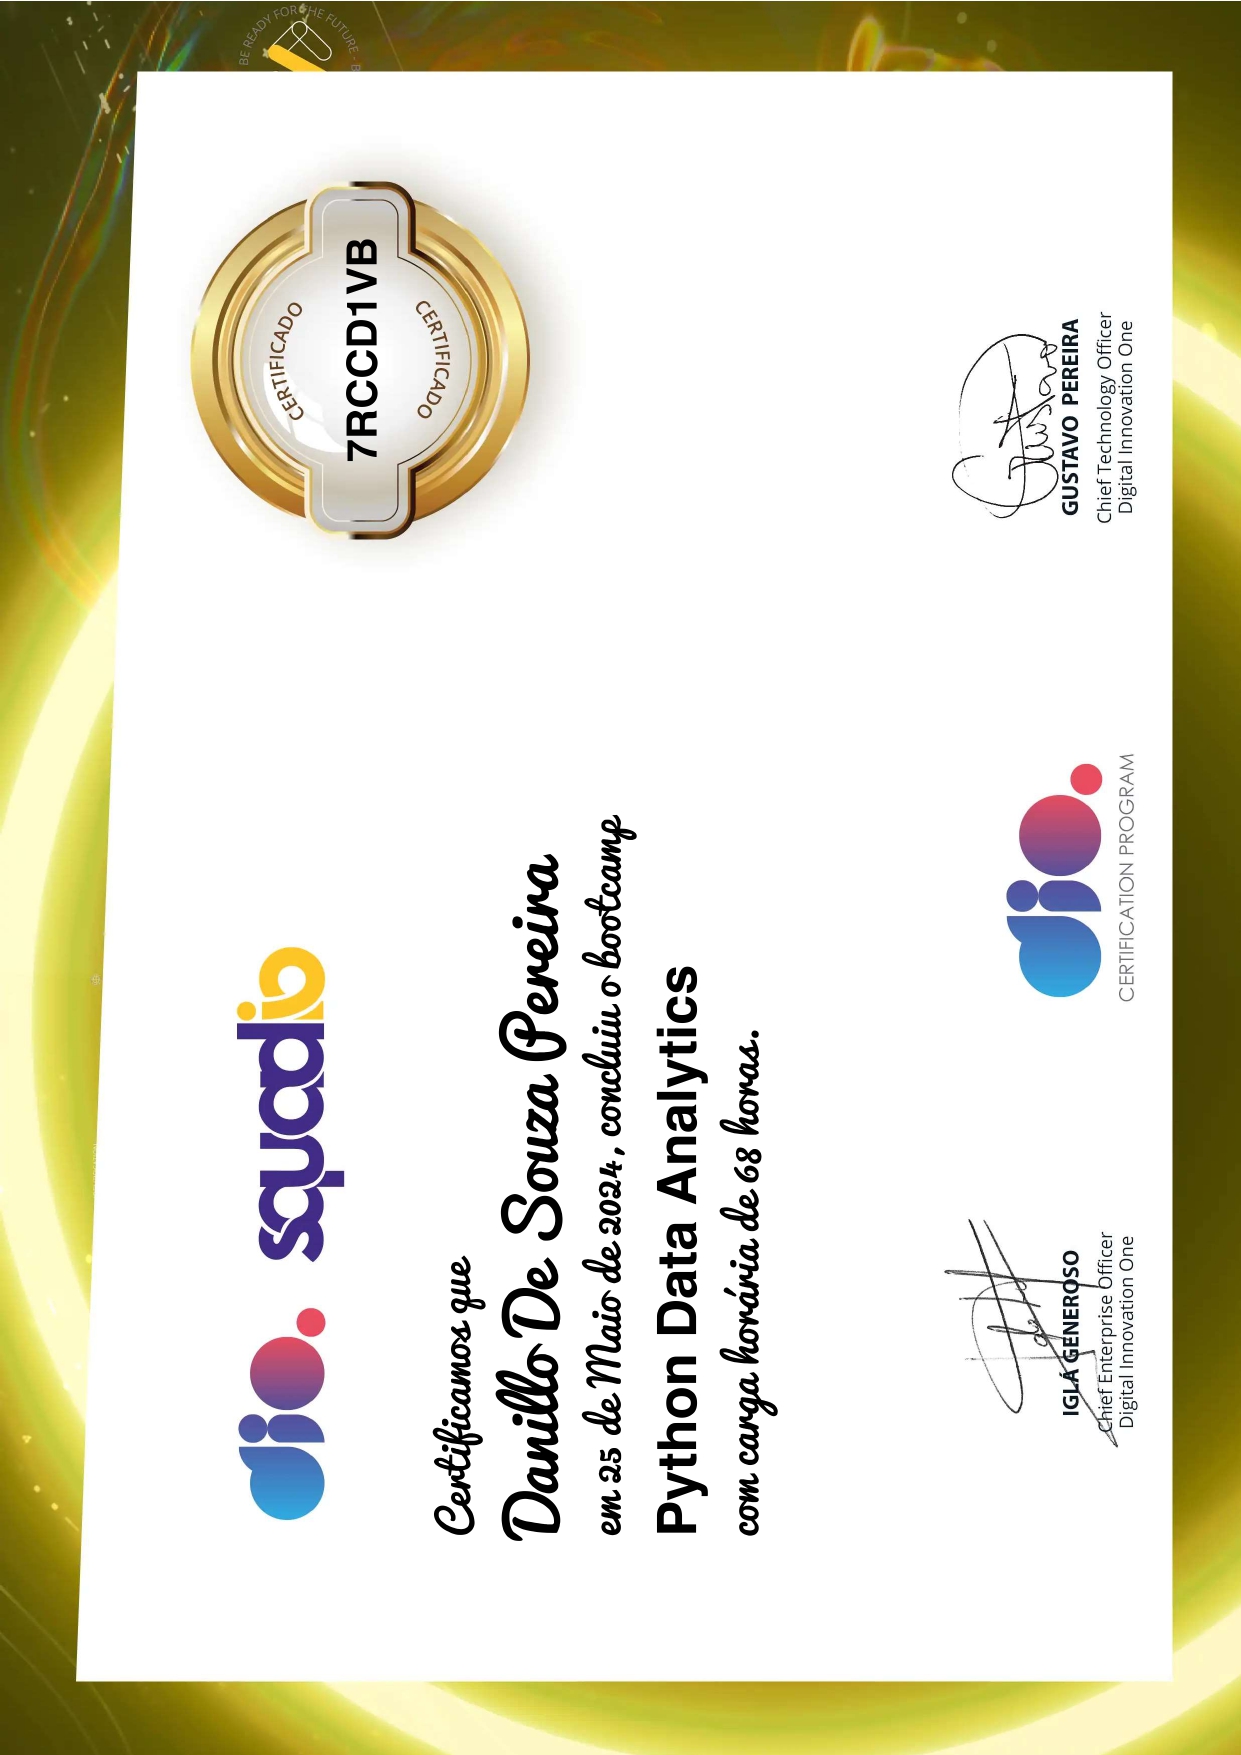 dio. squadio
CERTIFICADO
7RCCD1VB
CERTIFICADO
BE READY FOR THE FUTURE - B
Certificamos que
Danillo De Souza Pereira
em 25 de Maio de 2024, concluiu o bootcamp
Python Data Analytics
com carga horária de 68 horas.
IGLÁ GENEROSO
Chief Enterprise Officer
Digital Innovation One
dio.
CERTIFICATION PROGRAM
GUSTAVO PEREIRA
Chief Technology Officer
Digital Innovation One